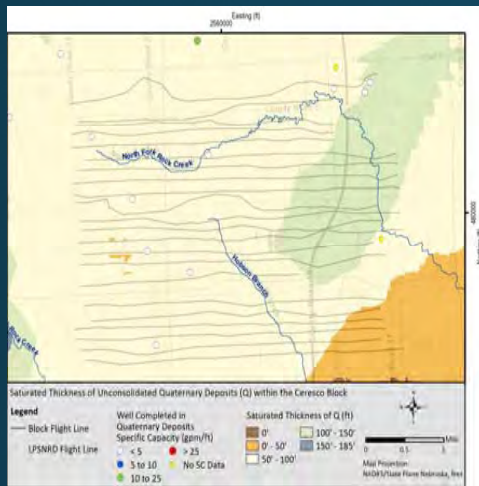 Easting (ft)
2560000
North Fork Rock Creek
480000
Hobson Branch
Rock Creek
Saturated Thickness of Unconsolidated Quaternary Deposits (Q) within the Ceresco Block
Legend
Block Flight Line
LPSNRD Flight Line
Well Completed in
Quaternary Deposits
Specific Capacity (gpm/ft)
< 5
5 to 10
10 to 25
> 25
No SC Data
Saturated Thickness of Q (ft)
0'
0' - 50'
50' - 100'
100' - 150'
150' - 185'
0
0.5
1
Miles
Map Projection:
NAD83/State Plane Nebraska, feet